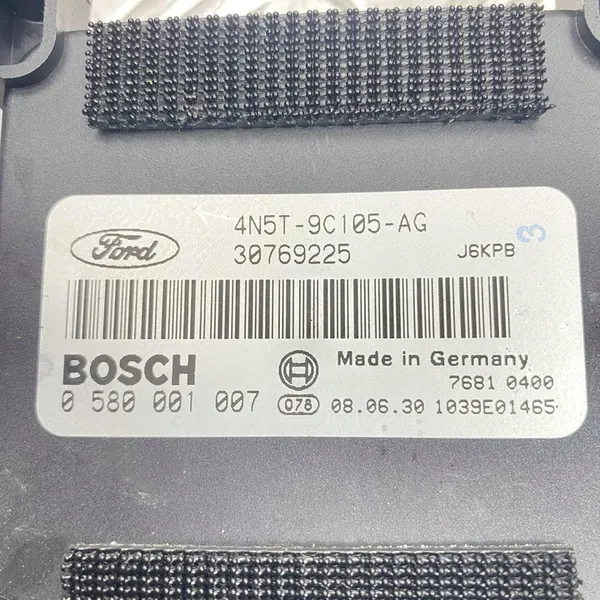 Ford
4N5T-9C105-AG
30769225
J6KPB
3
BOSCH
Made in Germany
7681 0400
0 580 001 007
078
08.06.30 1039E01465